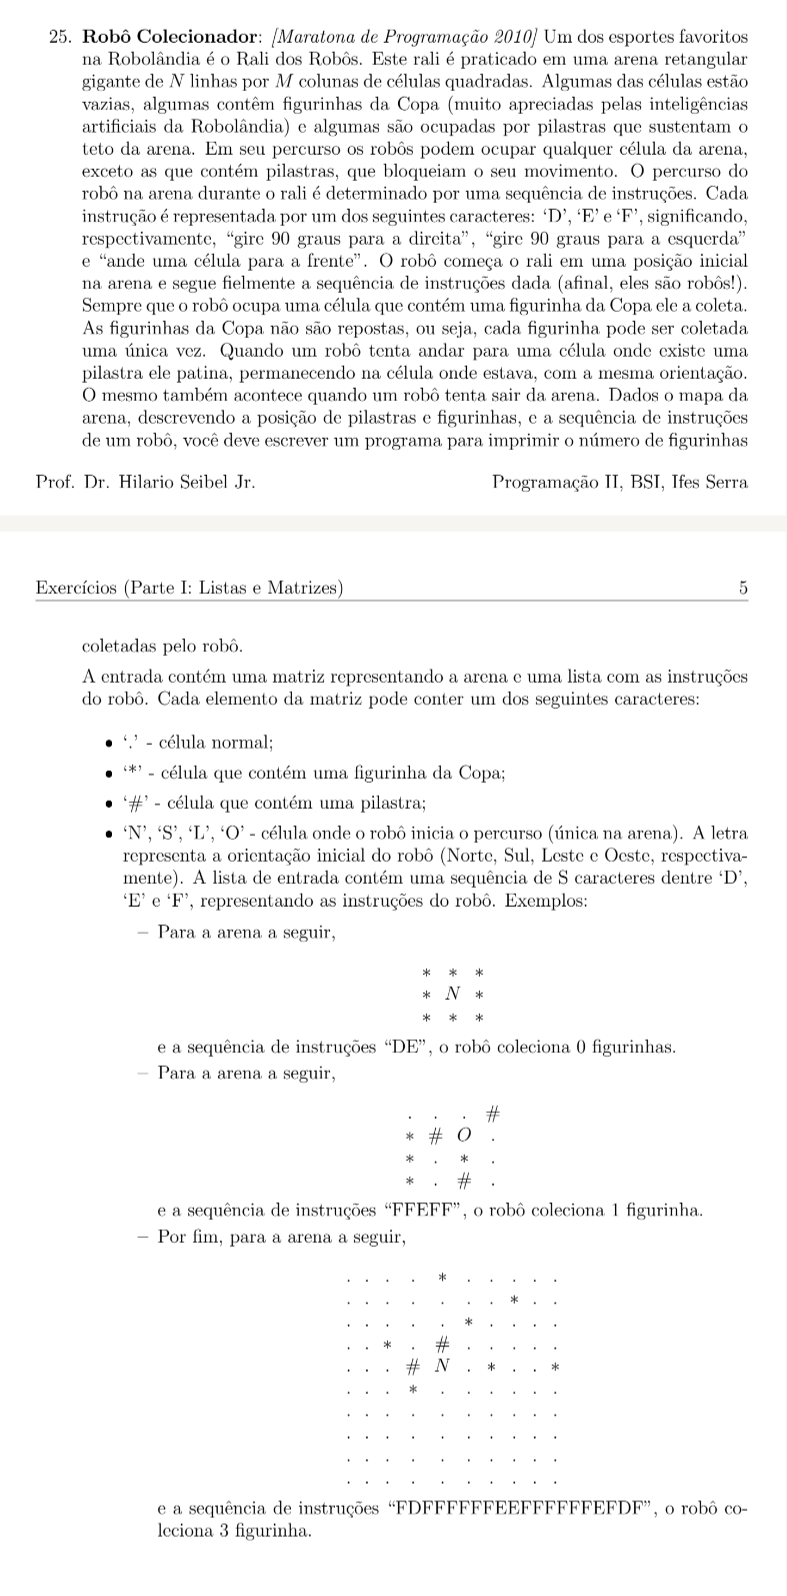 25. Robô Colecionador: [Maratona de Programação 2010] Um dos esportes favoritos
na Robolândia é o Rali dos Robôs. Este rali é praticado em uma arena retangular
gigante de N linhas por M colunas de células quadradas. Algumas das células estão
vazias, algumas contêm figurinhas da Copa (muito apreciadas pelas inteligências
artificiais da Robolândia) e algumas são ocupadas por pilastras que sustentam o
teto da arena. Em seu percurso os robôs podem ocupar qualquer célula da arena,
exceto as que contém pilastras, que bloqueiam o seu movimento. O percurso do
robô na arena durante o rali é determinado por uma sequência de instruções. Cada
instrução é representada por um dos seguintes caracteres: ‘D’, ‘E’ e ‘F’, significando,
respectivamente, “gire 90 graus para a direita”, “gire 90 graus para a esquerda”
e “ande uma célula para a frente”. O robô começa o rali em uma posição inicial
na arena e segue fielmente a sequência de instruções dada (afinal, eles são robôs!).
Sempre que o robô ocupa uma célula que contém uma figurinha da Copa ele a coleta.
As figurinhas da Copa não são repostas, ou seja, cada figurinha pode ser coletada
uma única vez. Quando um robô tenta andar para uma célula onde existe uma
pilastra ele patina, permanecendo na célula onde estava, com a mesma orientação.
O mesmo também acontece quando um robô tenta sair da arena. Dados o mapa da
arena, descrevendo a posição de pilastras e figurinhas, e a sequência de instruções
de um robô, você deve escrever um programa para imprimir o número de figurinhas
Prof. Dr. Hilario Seibel Jr. Programação II, BSI, Ifes Serra
Exercícios (Parte I: Listas e Matrizes) 5
coletadas pelo robô.
A entrada contém uma matriz representando a arena e uma lista com as instruções
do robô. Cada elemento da matriz pode conter um dos seguintes caracteres:
• ‘.’ - célula normal;
• ‘*’ - célula que contém uma figurinha da Copa;
• ‘#’ - célula que contém uma pilastra;
• ‘N’, ‘S’, ‘L’, ‘O’ - célula onde o robô inicia o percurso (única na arena). A letra
representa a orientação inicial do robô (Norte, Sul, Leste e Oeste, respectiva-
mente). A lista de entrada contém uma sequência de S caracteres dentre ‘D’,
‘E’ e ‘F’, representando as instruções do robô. Exemplos:
– Para a arena a seguir,
* * *
* N *
* * *
e a sequência de instruções “DE”, o robô coleciona 0 figurinhas.
– Para a arena a seguir,
. . . #
* # O .
* . * .
* . # .
e a sequência de instruções “FFEFF”, o robô coleciona 1 figurinha.
– Por fim, para a arena a seguir,
. . . . * . . . . .
. . . . . . . * . .
. . . . . * . . . .
. . * . # . . . . .
. . . # N . * . . *
. . . * . . . . . .
. . . . . . . . . .
. . . . . . . . . .
. . . . . . . . . .
. . . . . . . . . .
e a sequência de instruções “FDFFFFFFEEFFFFFFEFDF”, o robô co-
leciona 3 figurinha.